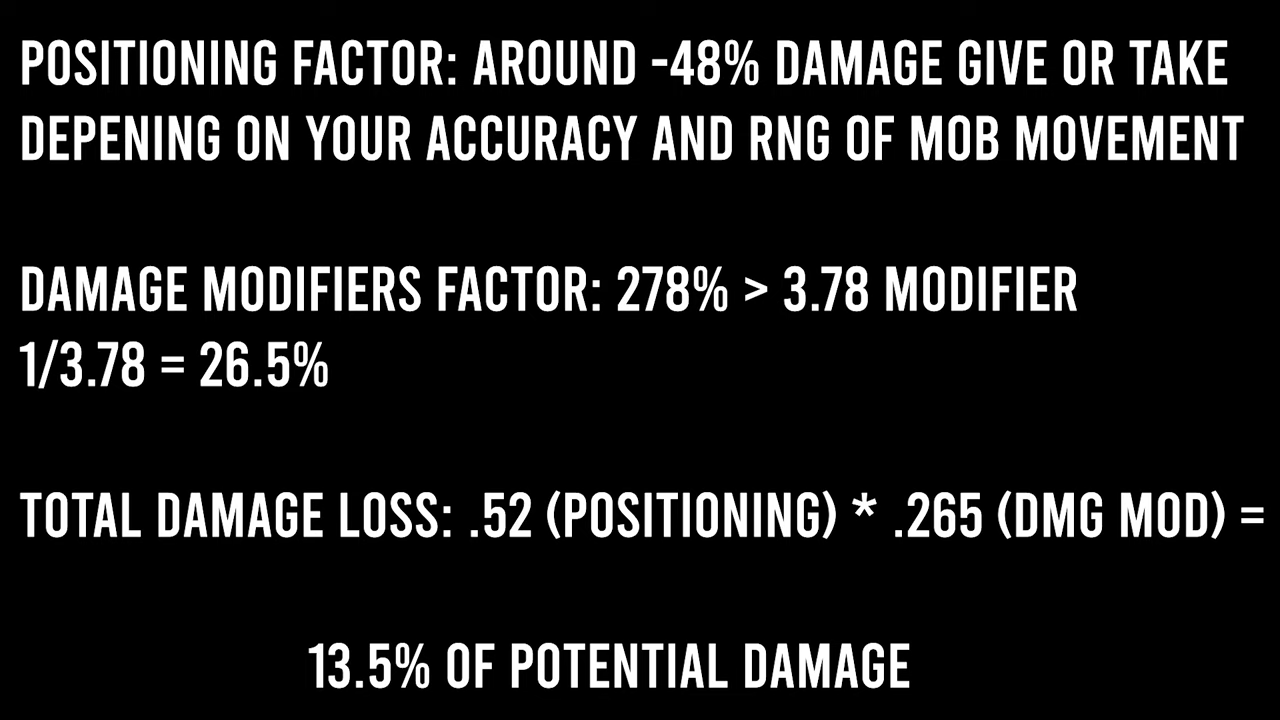 POSITIONING FACTOR: AROUND -48% DAMAGE GIVE OR TAKE
DEPENING ON YOUR ACCURACY AND RNG OF MOB MOVEMENT
DAMAGE MODIFIERS FACTOR: 278% > 3.78 MODIFIER
1/3.78 = 26.5%
TOTAL DAMAGE LOSS: .52 (POSITIONING) * .265 (DMG MOD) =
13.5% OF POTENTIAL DAMAGE